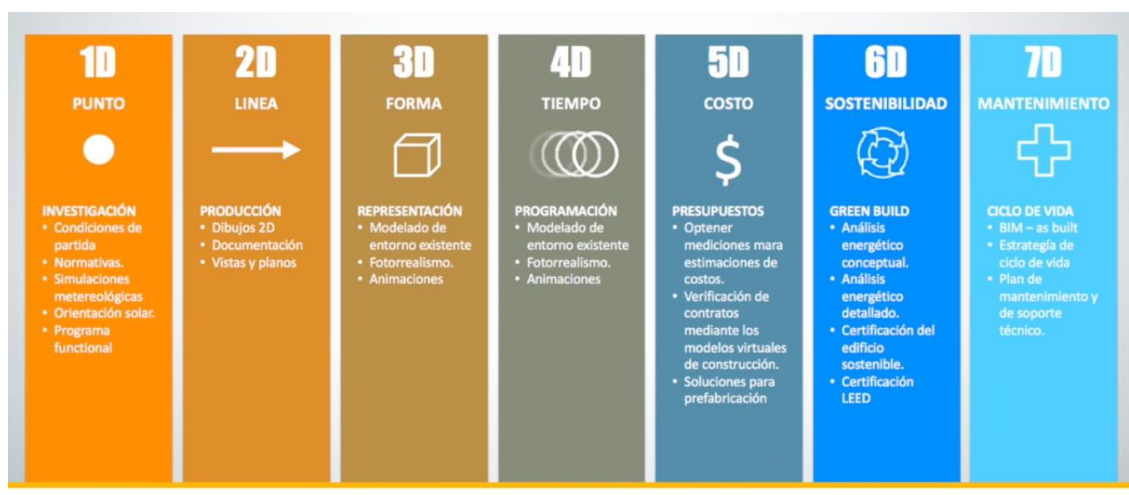 1D
PUNTO
INVESTIGACIÓN
• Condiciones de
partida
• Normativas.
• Simulaciones
metereológicas
• Orientación solar.
• Programa
functional
2D
LINEA
PRODUCCIÓN
• Dibujos 2D
• Documentación
• Vistas y planos
3D
FORMA
REPRESENTACIÓN
• Modelado de
entorno existente
• Fotorrealismo.
• Animaciones
4D
TIEMPO
PROGRAMACIÓN
• Modelado de
entorno existente
• Fotorrealismo.
• Animaciones
5D
COSTO
$
PRESUPUESTOS
• Optener
mediciones mara
estimaciones de
costos.
• Verificación de
contratos
mediante los
modelos virtuales
de construcción.
• Soluciones para
prefabricación
6D
SOSTENIBILIDAD
GREEN BUILD
• Análisis
energético
conceptual.
• Análisis
energético
detallado.
• Certificación del
edificio
sostenible.
• Certificación
LEED
7D
MANTENIMIENTO
CICLO DE VIDA
• BIM – as built
• Estrategía de
ciclo de vida
• Plan de
mantenimiento y
de soporte
técnico.